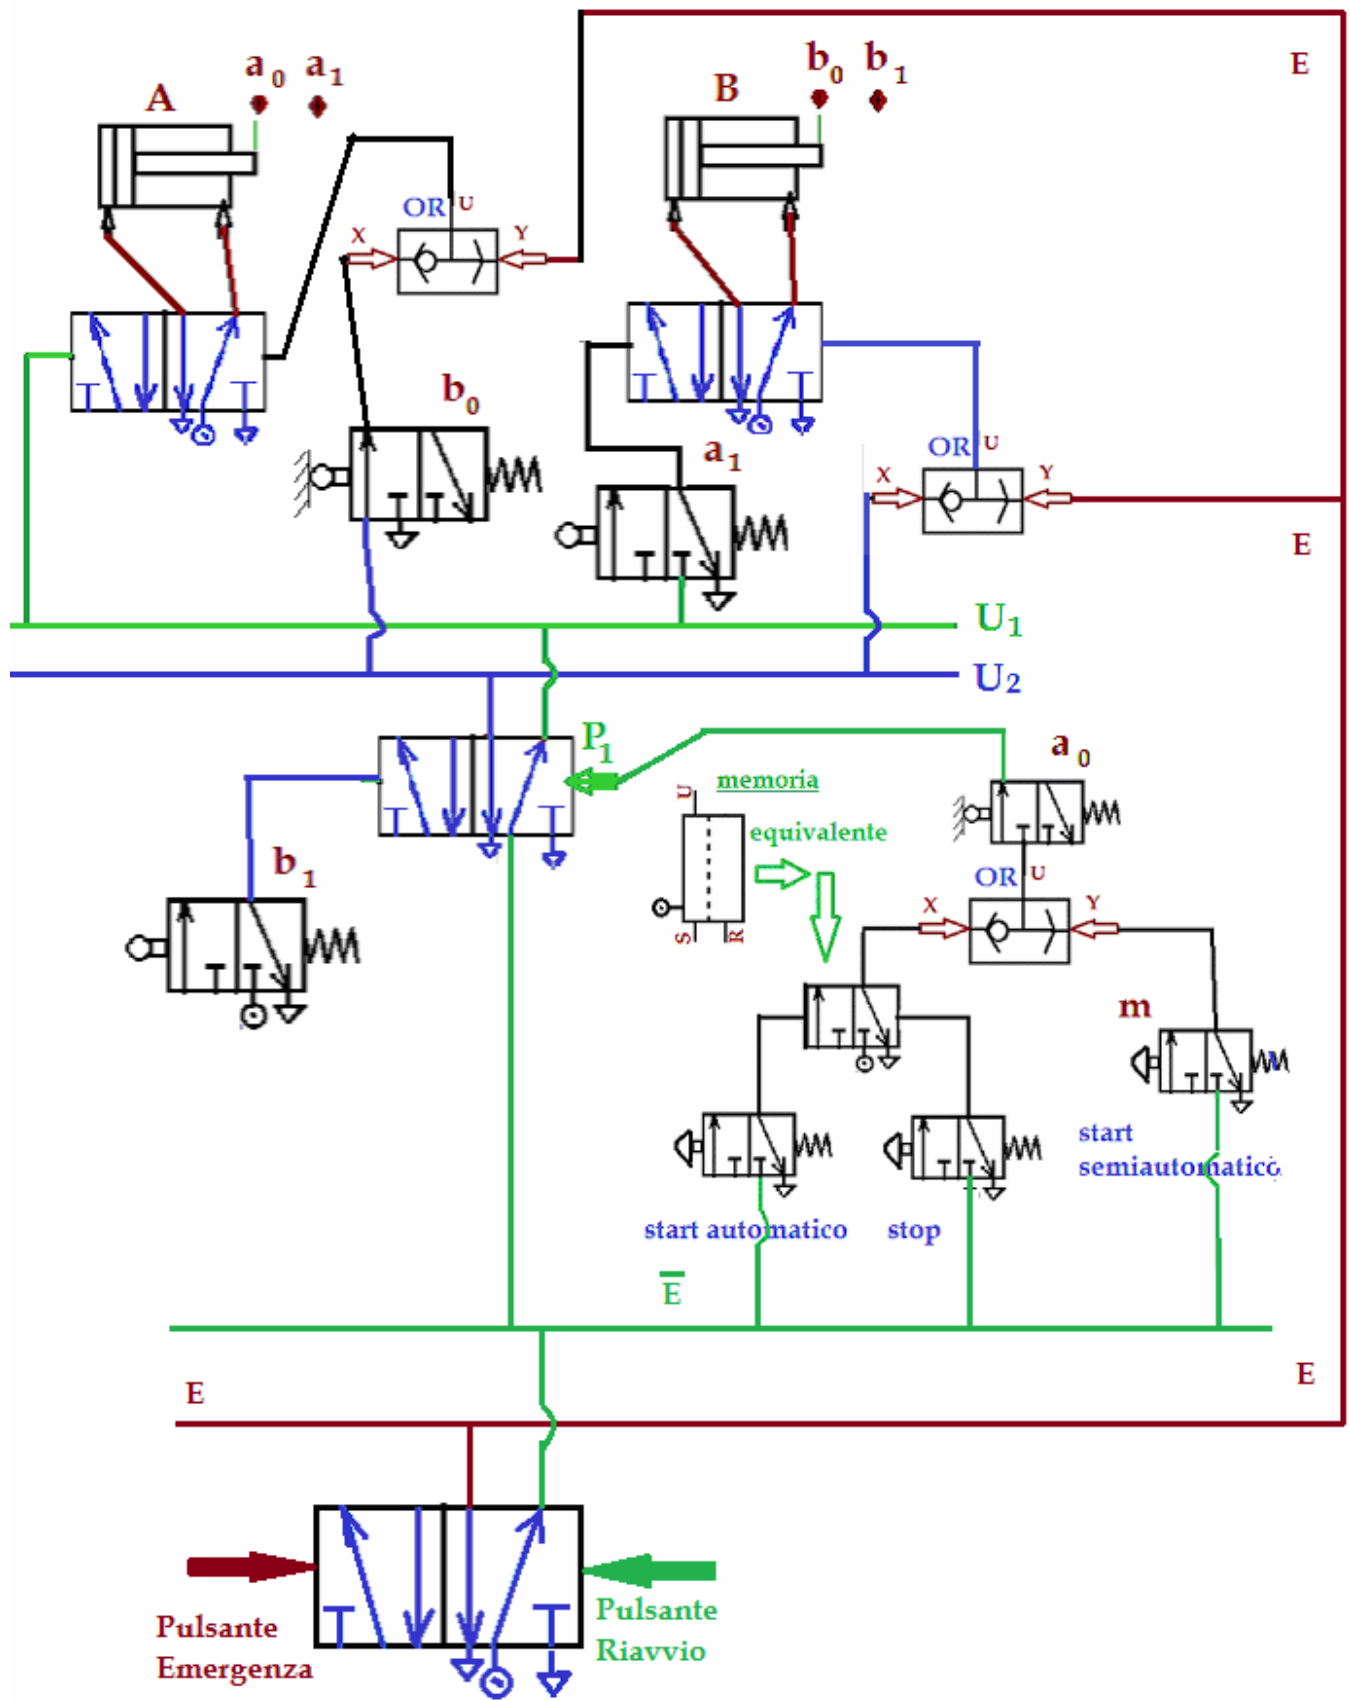 E
a0 a1
A
b0 b1
B
OR U
X
Y
b0
a1
OR U
X
Y
E
U1
U2
P1
a0
memoria
U
equivalente
b1
OR U
X
Y
S
R
m
start
semiautomatico
start automatico
stop
E
E
E
Pulsante
Emergenza
Pulsante
Riavvio